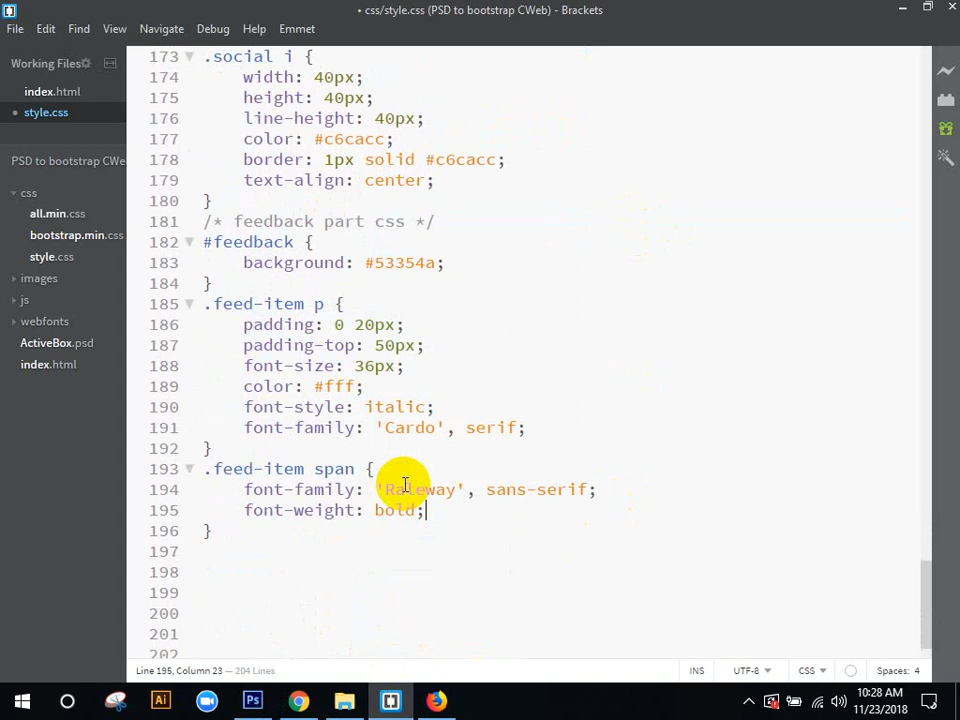 • css/style.css (PSD to bootstrap CWeb) - Brackets
File Edit Find View Navigate Debug Help Emmet
Working Files
index.html
• style.css
PSD to bootstrap CWe
css
all.min.css
bootstrap.min.css
style.css
images
js
webfonts
ActiveBox.psd
index.html
173 .social i {
174 width: 40px;
175 height: 40px;
176 line-height: 40px;
177 color: #c6cacc;
178 border: 1px solid #c6cacc;
179 text-align: center;
180 }
181 /* feedback part css */
182 #feedback {
183 background: #53354a;
184 }
185 .feed-item p {
186 padding: 0 20px;
187 padding-top: 50px;
188 font-size: 36px;
189 color: #fff;
190 font-style: italic;
191 font-family: 'Cardo', serif;
192 }
193 .feed-item span {
194 font-family: 'Raleway', sans-serif;
195 font-weight: bold;
196 }
197
198
199
200
201
202
Line 195, Column 23 — 204 Lines
INS UTF-8 CSS Spaces: 4
Ai Ps
10:28 AM
11/23/2018